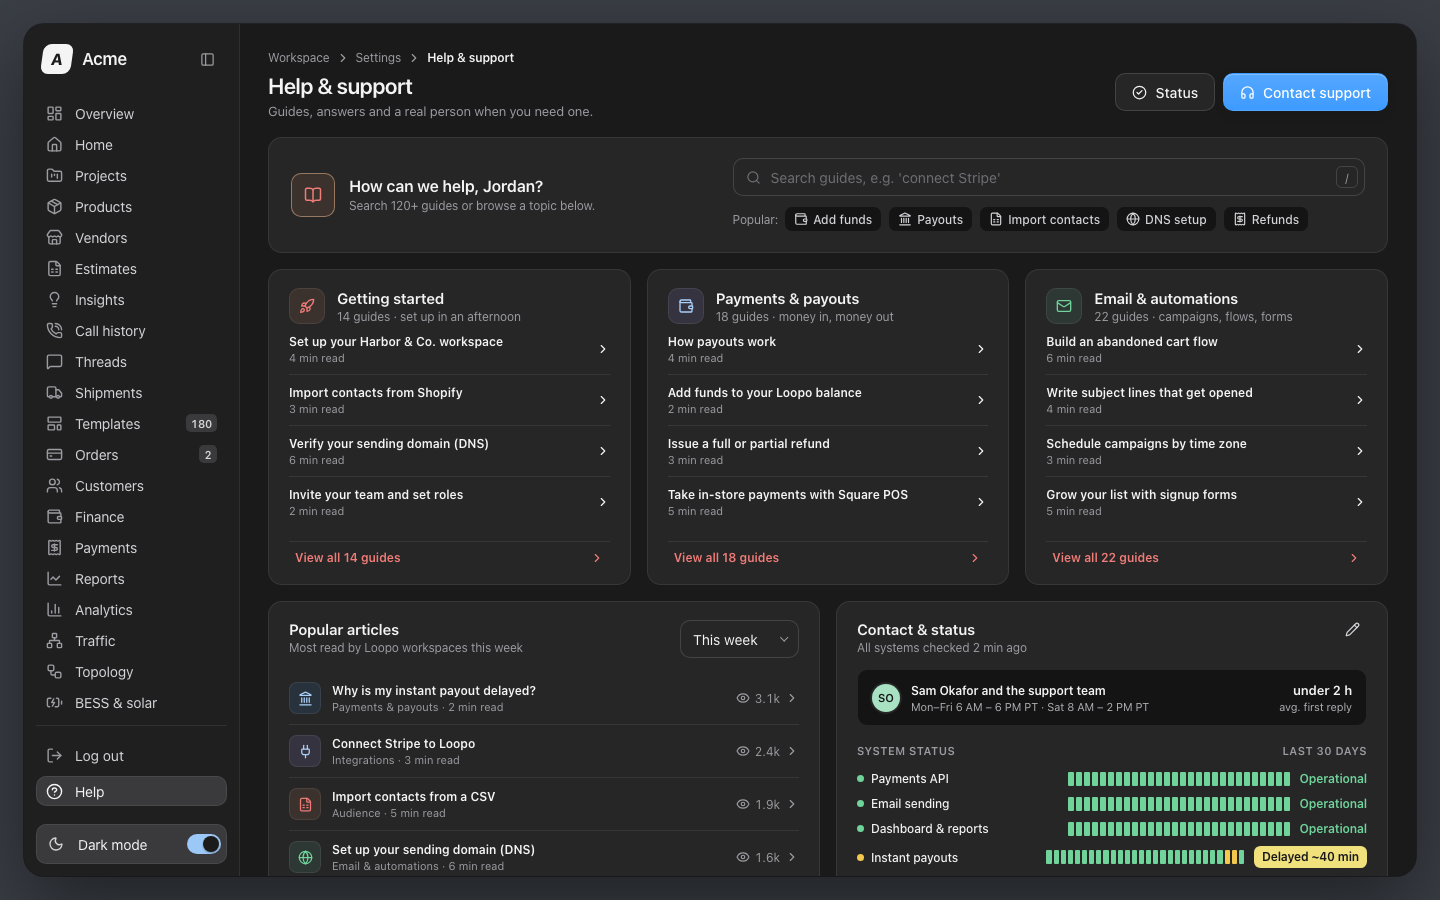 A Acme
Overview
Home
Projects
Products
Vendors
Estimates
Insights
Call history
Threads
Shipments
Templates 180
Orders 2
Customers
Finance
Payments
Reports
Analytics
Traffic
Topology
BESS & solar
Log out
Help
Dark mode
Workspace > Settings > Help & support
Help & support
Guides, answers and a real person when you need one.
Status
Contact support
How can we help, Jordan?
Search 120+ guides or browse a topic below.
Search guides, e.g. 'connect Stripe' /
Popular: Add funds Payouts Import contacts DNS setup Refunds
Getting started
14 guides · set up in an afternoon
Set up your Harbor & Co. workspace
4 min read
Import contacts from Shopify
3 min read
Verify your sending domain (DNS)
6 min read
Invite your team and set roles
2 min read
View all 14 guides
Payments & payouts
18 guides · money in, money out
How payouts work
4 min read
Add funds to your Loopo balance
2 min read
Issue a full or partial refund
3 min read
Take in-store payments with Square POS
5 min read
View all 18 guides
Email & automations
22 guides · campaigns, flows, forms
Build an abandoned cart flow
6 min read
Write subject lines that get opened
4 min read
Schedule campaigns by time zone
3 min read
Grow your list with signup forms
5 min read
View all 22 guides
Popular articles
Most read by Loopo workspaces this week
This week
Why is my instant payout delayed?
Payments & payouts · 2 min read
3.1k
Connect Stripe to Loopo
Integrations · 3 min read
2.4k
Import contacts from a CSV
Audience · 5 min read
1.9k
Set up your sending domain (DNS)
Email & automations · 6 min read
1.6k
Contact & status
All systems checked 2 min ago
SO
Sam Okafor and the support team
Mon–Fri 6 AM – 6 PM PT · Sat 8 AM – 2 PM PT
under 2 h
avg. first reply
SYSTEM STATUS LAST 30 DAYS
Payments API Operational
Email sending Operational
Dashboard & reports Operational
Instant payouts Delayed ~40 min